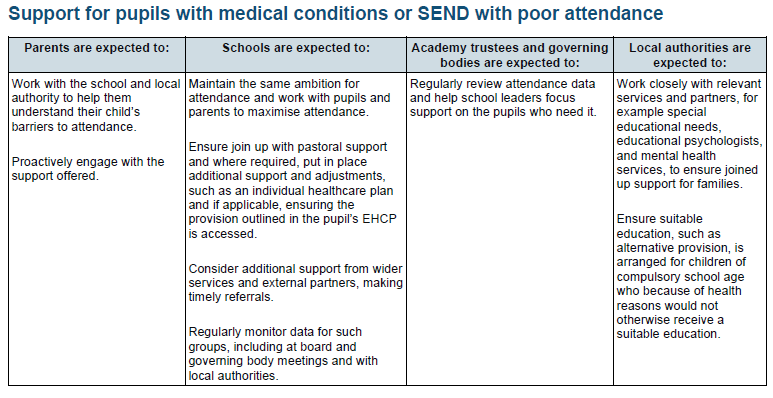 Support for pupils with medical conditions or SEND with poor attendance
Parents are expected to:
Schools are expected to:
Academy trustees and governing
bodies are expected to:
Local authorities are
expected to:
Work with the school and local
authority to help them
understand their child's
barriers to attendance.
Proactively engage with the
support offered.
Maintain the same ambition for
attendance and work with pupils and
parents to maximise attendance.
Ensure join up with pastoral support
and where required, put in place
additional support and adjustments,
such as an individual healthcare plan
and if applicable, ensuring the
provision outlined in the pupil's EHCP
is accessed.
Consider additional support from wider
services and external partners, making
timely referrals.
Regularly monitor data for such
groups, including at board and
governing body meetings and with
local authorities.
Regularly review attendance data
and help school leaders focus
support on the pupils who need it.
Work closely with relevant
services and partners, for
example special
educational needs,
educational psychologists,
and mental health
services, to ensure joined
up support for families.
Ensure suitable
education, such as
alternative provision, is
arranged for children of
compulsory school age
who because of health
reasons would not
otherwise receive a
suitable education.